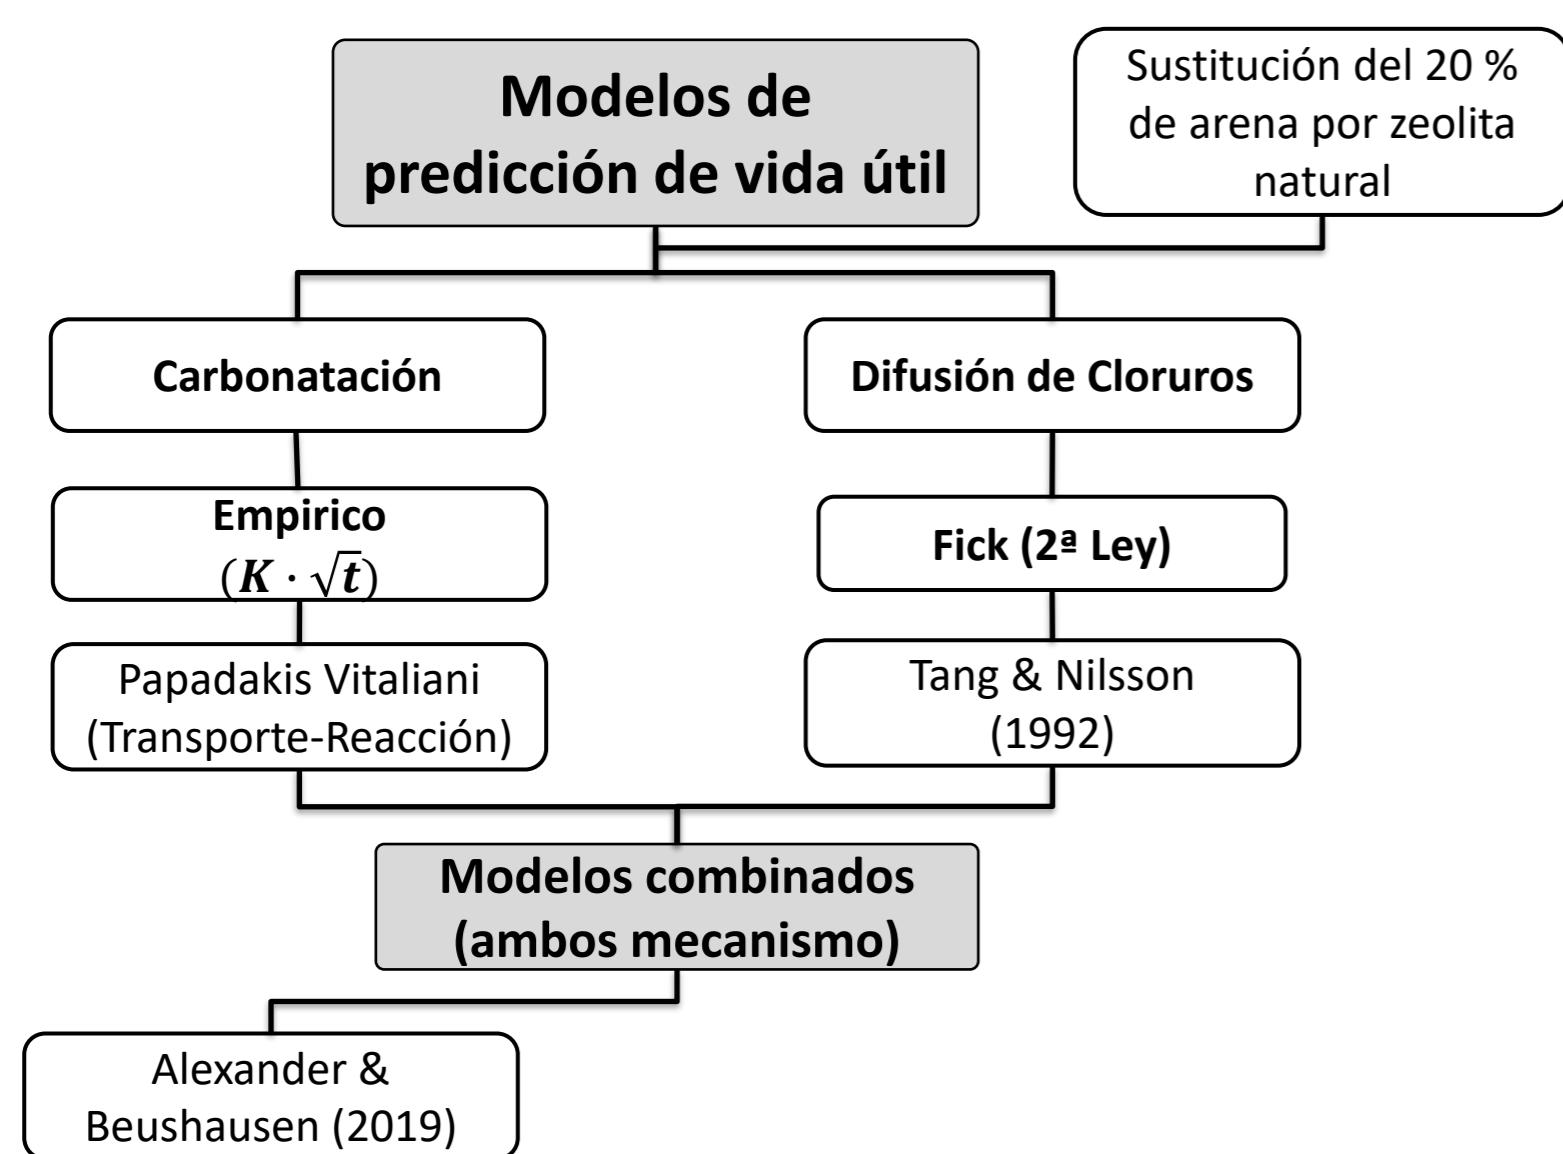 Modelos de
predicción de vida útil
Sustitución del 20 %
de arena por zeolita
natural
Carbonatación
Difusión de Cloruros
Empirico
(K · √t)
Fick (2ª Ley)
Papadakis Vitaliani
(Transporte-Reacción)
Tang & Nilsson
(1992)
Modelos combinados
(ambos mecanismo)
Alexander &
Beushausen (2019)